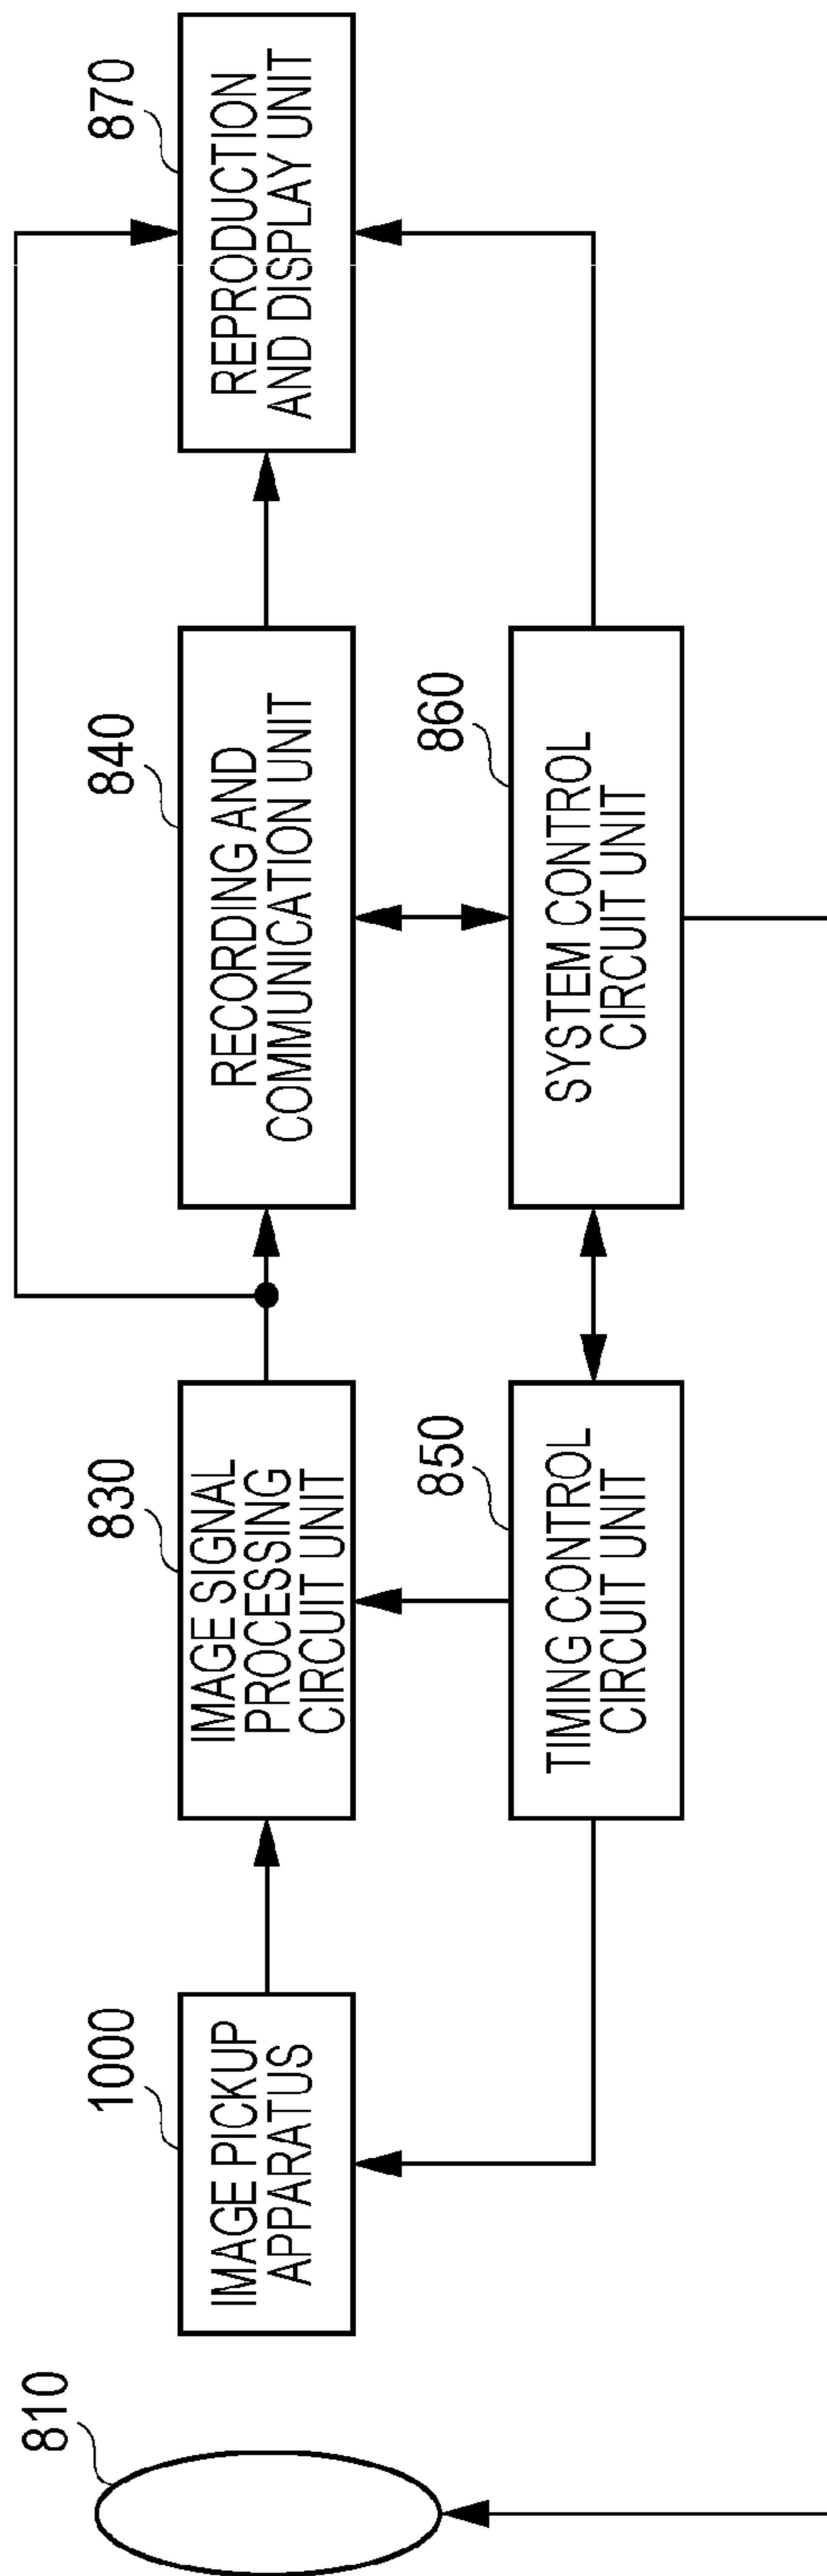 810
1000
IMAGE PICKUP
APPARATUS
830
IMAGE SIGNAL
PROCESSING
CIRCUIT UNIT
840
RECORDING AND
COMMUNICATION UNIT
870
REPRODUCTION
AND DISPLAY UNIT
850
TIMING CONTROL
CIRCUIT UNIT
860
SYSTEM CONTROL
CIRCUIT UNIT